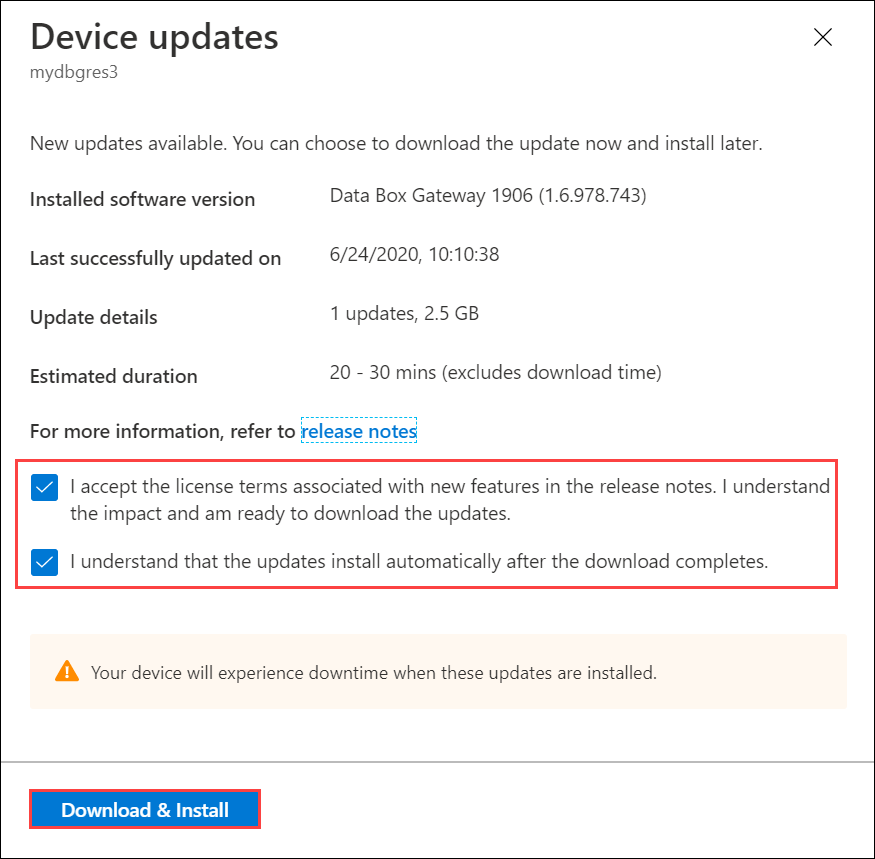 Device updates
mydbgres3
New updates available. You can choose to download the update now and install later.
Installed software version Data Box Gateway 1906 (1.6.978.743)
Last successfully updated on 6/24/2020, 10:10:38
Update details 1 updates, 2.5 GB
Estimated duration 20 - 30 mins (excludes download time)
For more information, refer to release notes
I accept the license terms associated with new features in the release notes. I understand
the impact and am ready to download the updates.
I understand that the updates install automatically after the download completes.
Your device will experience downtime when these updates are installed.
Download & Install